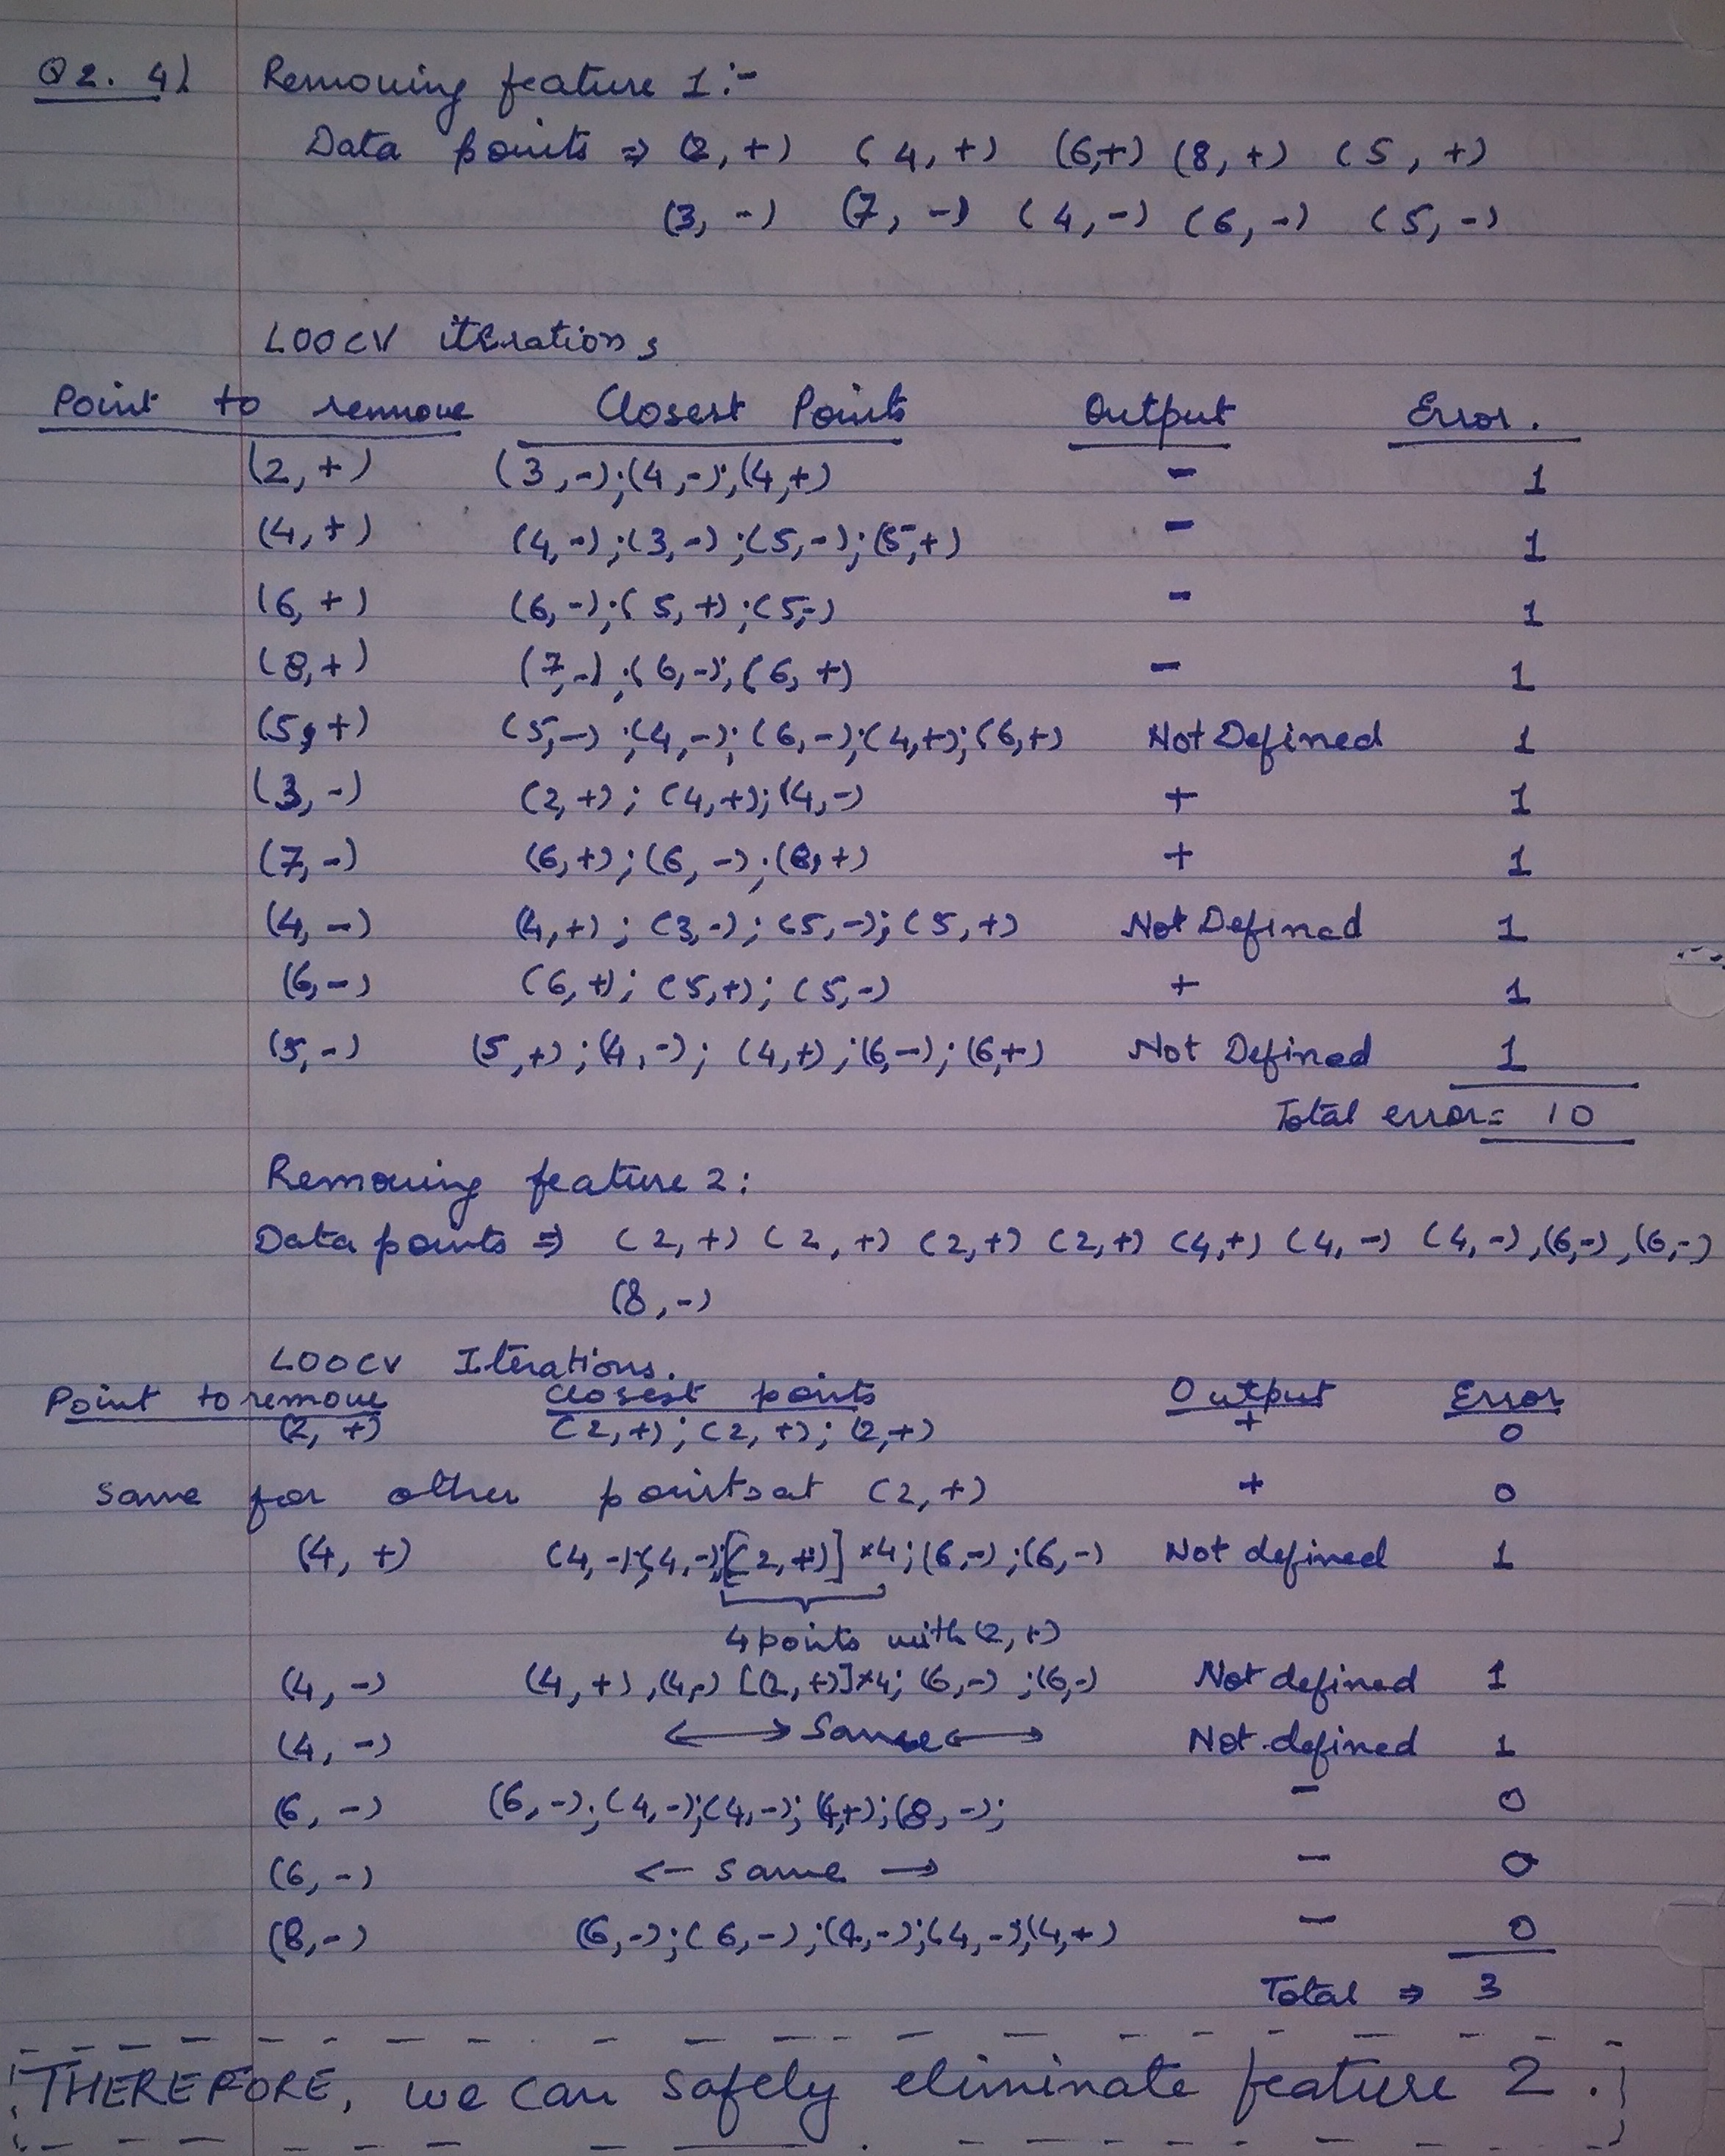 Q2. 4) Removing feature 1:-
Data points ⇒ (2, +) (4, +) (6,+) (8, +) (5, +)
(3, -) (7, -) (4, -) (6, -) (5, -)
LOOCV iterations
Point to remove Closest Points Output Error.
(2, +) (3, -); (4, -); (4, +) - 1
(4, +) (4, -); (3, -); (5, -); (5, +) - 1
(6, +) (6, -); (5, +); (5, -) - 1
(8, +) (7, -); (6, -); (6, +) - 1
(5, +) (5, -); (4, -); (6, -); (4, +); (6, +) Not Defined 1
(3, -) (2, +); (4, +); (4, -) + 1
(7, -) (6, +); (6, -); (8, +) + 1
(4, -) (4, +); (3, -); (5, -); (5, +) Not Defined 1
(6, -) (6, +); (5, +); (5, -) + 1
(5, -) (5, +); (4, -); (4, +); (6, -); (6, +) Not Defined 1
Total error = 10
Removing feature 2:
Data points ⇒ (2, +) (2, +) (2, +) (2, +) (4, +) (4, -) (4, -), (6, -), (6, -)
(8, -)
LOOCV Iterations.
Point to remove closest points Output Error
(2, +) (2, +); (2, +); (2, +) + 0
same for other points at (2, +) + 0
(4, +) (4, -); (4, -); [(2, +)] ×4; (6, -); (6, -) Not defined 1
4 points with (2, +)
(4, -) (4, +), (4, -) [(2, +)]×4; (6, -); (6, -) Not defined 1
(4, -) ←→ Same ←→ Not defined 1
(6, -) (6, -); (4, -); (4, -); (4, +); (8, -); - 0
(6, -) <- same -> - 0
(8, -) (6, -); (6, -); (4, -); (4, -); (4, +) - 0
Total ⇒ 3
THEREFORE, we can safely eliminate feature 2.